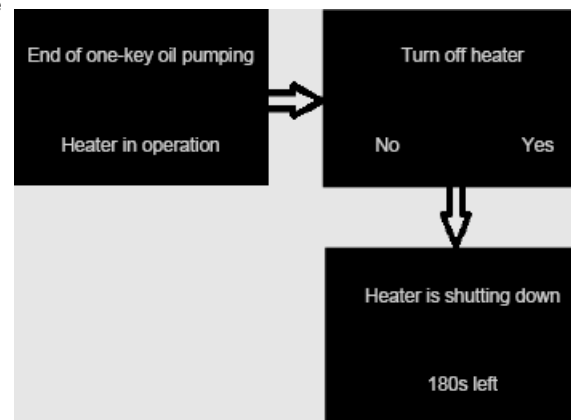 End of one-key oil pumping
Heater in operation
Turn off heater
No Yes
Heater is shutting down
180s left